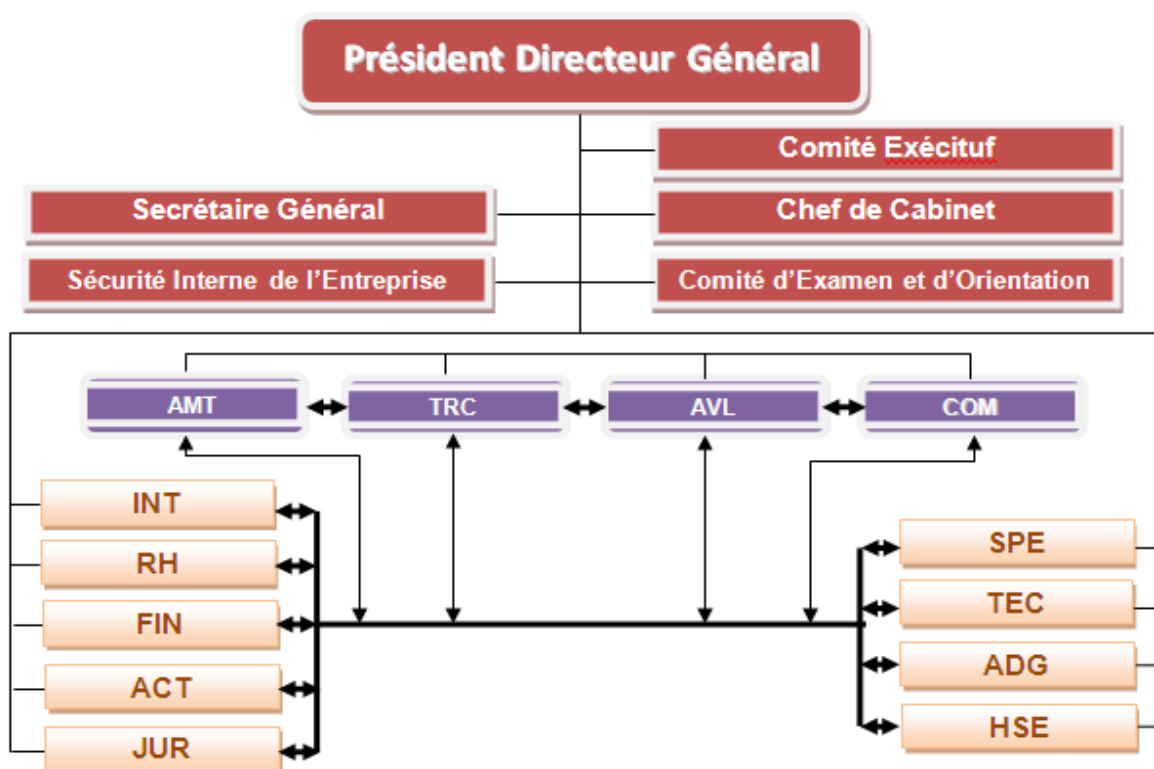 Président Directeur Général
Comité Exécituf
Secrétaire Général
Chef de Cabinet
Sécurité Interne de l'Entreprise
Comité d'Examen et d'Orientation
AMT
TRC
AVL
COM
INT
RH
FIN
ACT
JUR
SPE
TEC
ADG
HSE